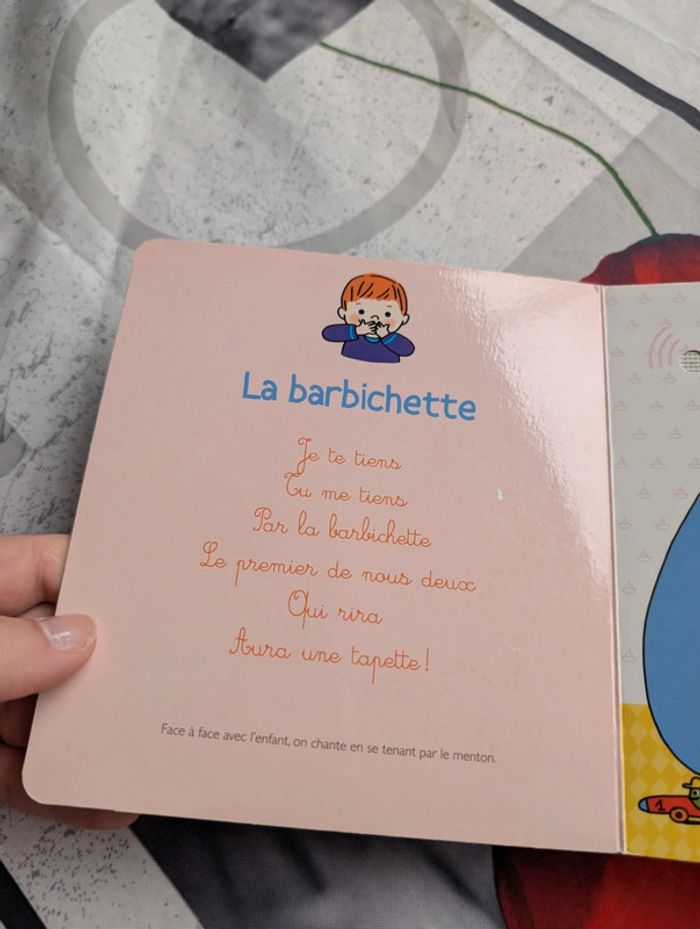 La barbichette
Je te tiens
Tu me tiens
Par la barbichette
Le premier de nous deux
Qui rira
Aura une tapette!
Face à face avec l'enfant, on chante en se tenant par le menton.
1